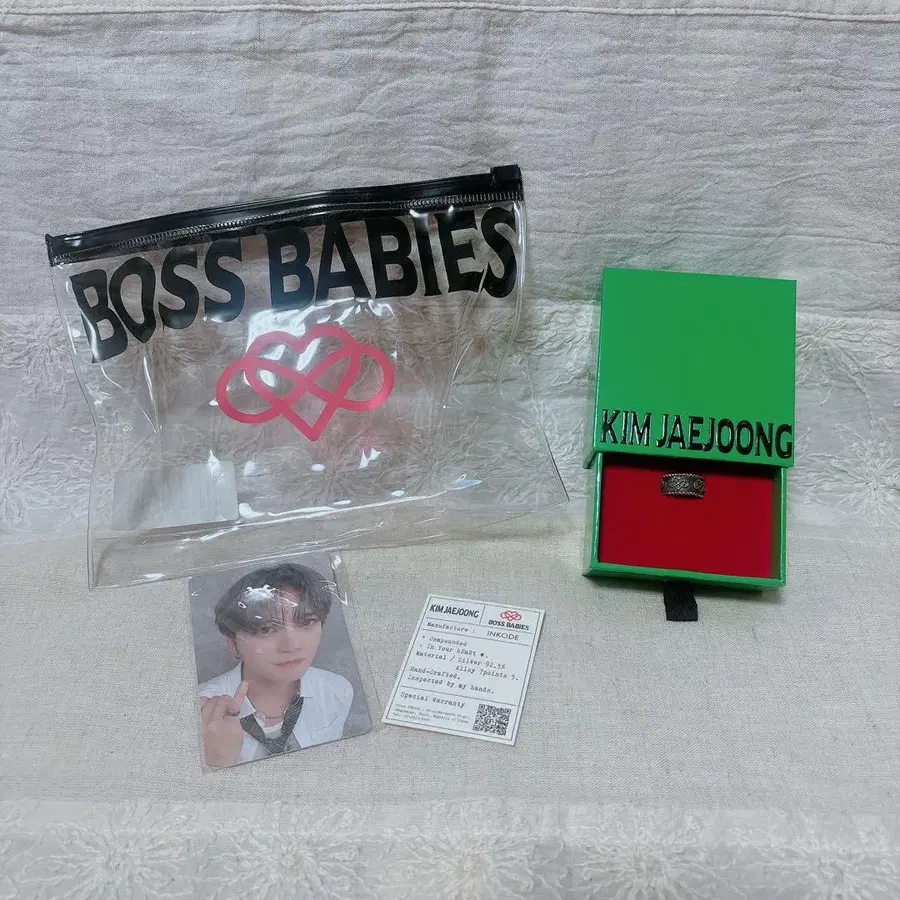 BOSS BABIES
KIM JAEJOONG
KIM JAEJOONG
BOSS BABIES
Manufacture :
INKODE
* Compounded
: In Your
Material / Silver 92.5%
Alloy 7points 5.
Hand-Crafted.
Inspected by my hands.
Special Warranty